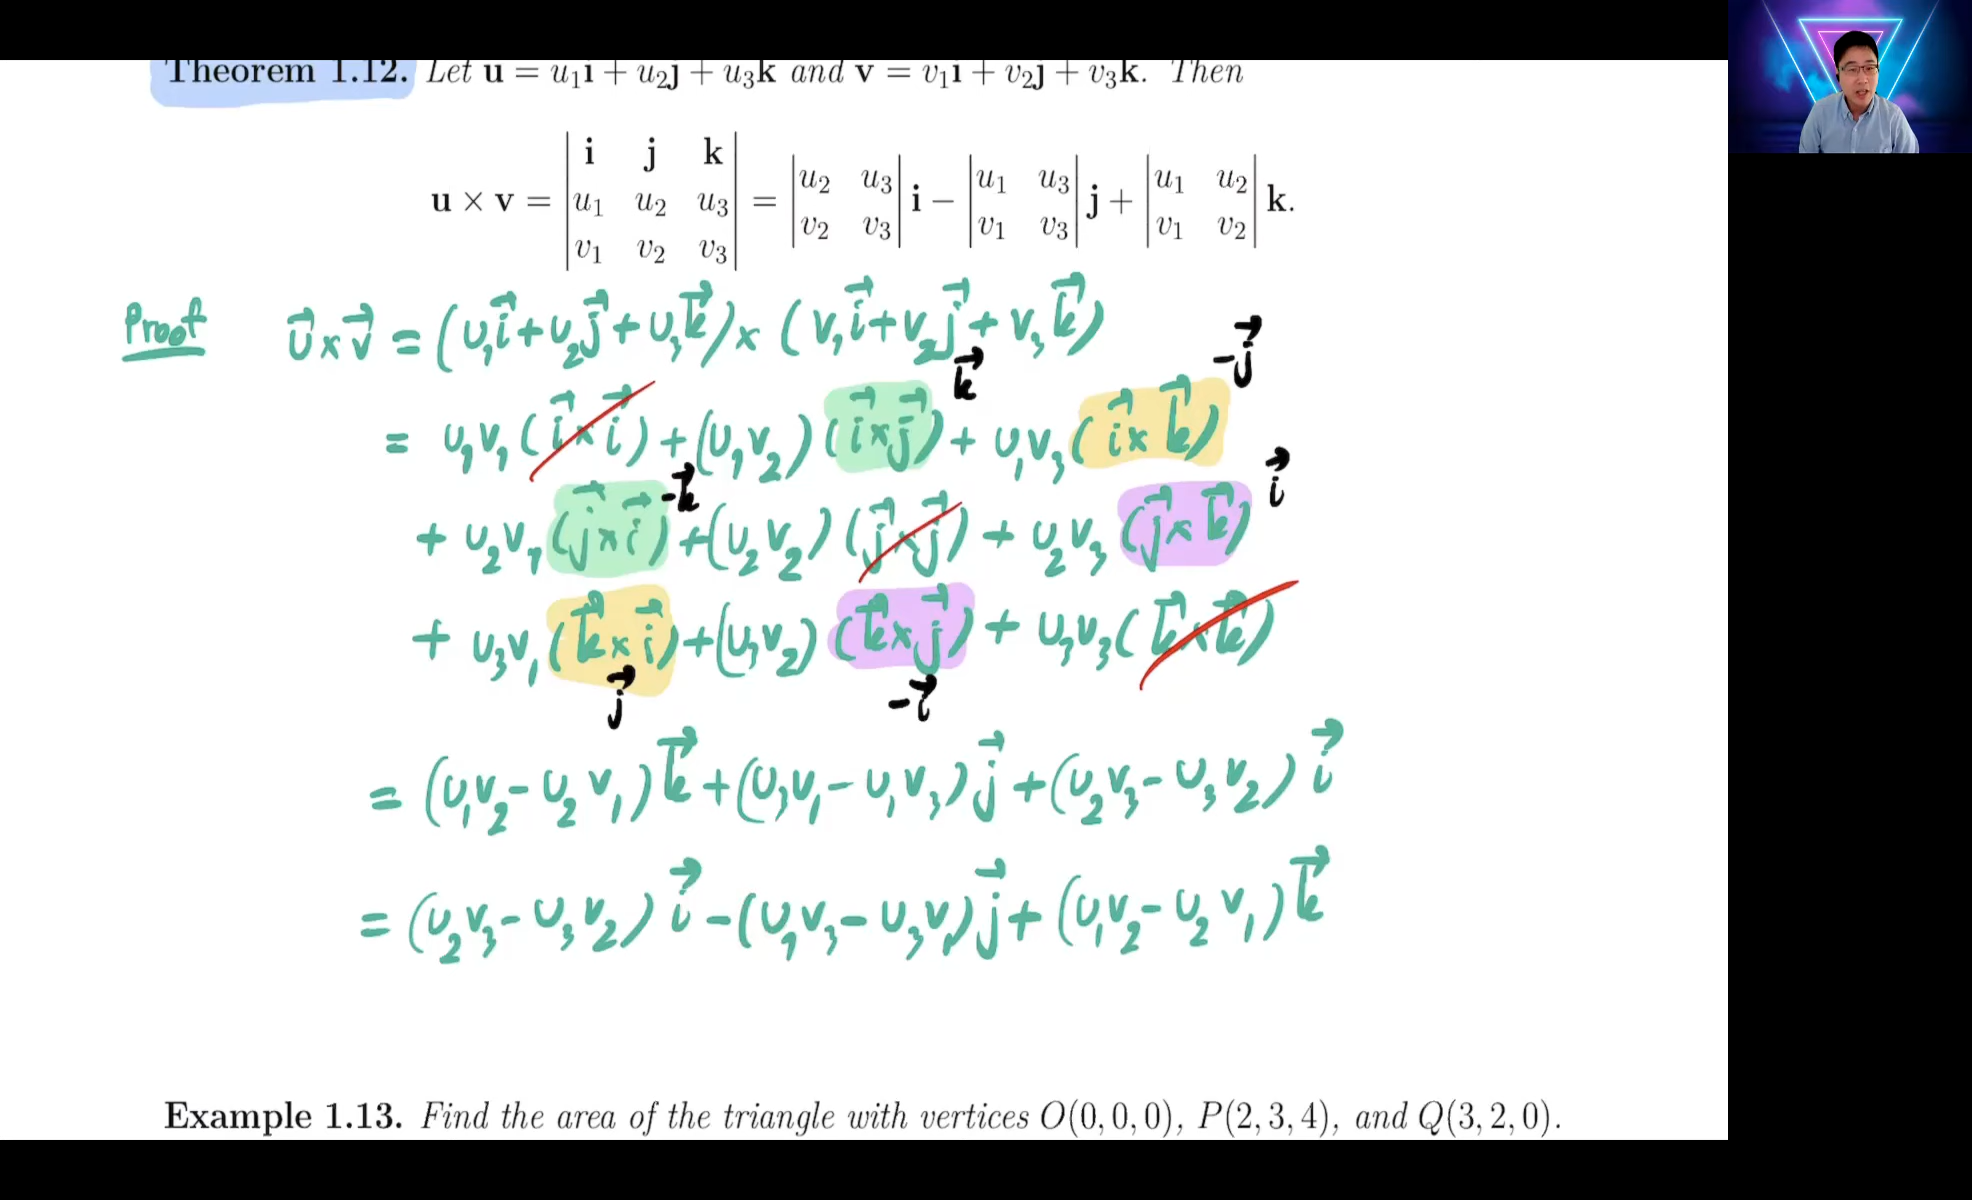 Theorem 1.12. Let u = u₁i + u₂j + u₃k and v = v₁i + v₂j + v₃k. Then
u × v = | i j k ; u₁ u₂ u₃ ; v₁ v₂ v₃ | = | u₂ u₃ ; v₂ v₃ | i − | u₁ u₃ ; v₁ v₃ | j + | u₁ u₂ ; v₁ v₂ | k.
Proof u⃗ × v⃗ = (u₁i⃗ + u₂j⃗ + u₃k⃗) × (v₁i⃗ + v₂j⃗ + v₃k⃗)
k⃗ −j⃗
= u₁v₁(i⃗ × i⃗) + (u₁v₂)(i⃗ × j⃗) + u₁v₃(i⃗ × k⃗)
−k⃗ i⃗
+ u₂v₁(j⃗ × i⃗) + (u₂v₂)(j⃗ × j⃗) + u₂v₃(j⃗ × k⃗)
+ u₃v₁(k⃗ × i⃗) + (u₃v₂)(k⃗ × j⃗) + u₃v₃(k⃗ × k⃗)
j⃗ −i⃗
= (u₁v₂ − u₂v₁)k⃗ + (u₃v₁ − u₁v₃)j⃗ + (u₂v₃ − u₃v₂)i⃗
= (u₂v₃ − u₃v₂)i⃗ − (u₁v₃ − u₃v₁)j⃗ + (u₁v₂ − u₂v₁)k⃗
Example 1.13. Find the area of the triangle with vertices O(0, 0, 0), P(2, 3, 4), and Q(3, 2, 0).